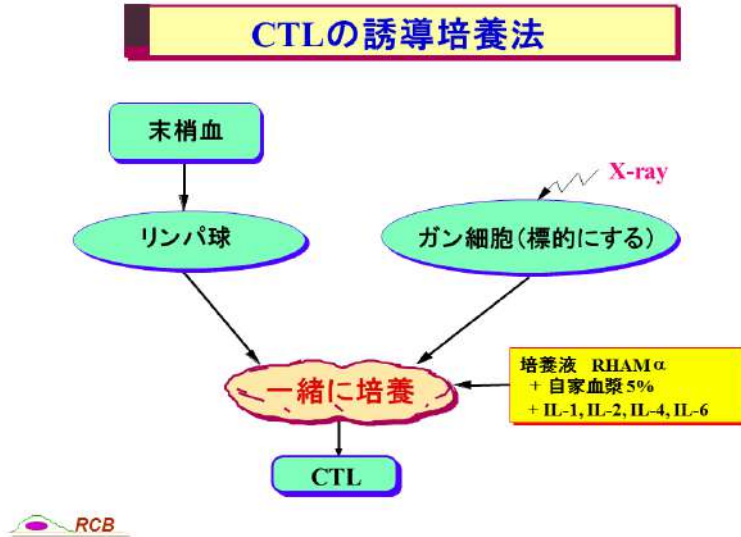 CTLの誘導培養法
末梢血
X-ray
リンパ球
ガン細胞(標的にする)
一緒に培養
培養液 RHAMα
+ 自家血漿5%
+ IL-1, IL-2, IL-4, IL-6
CTL
RCB